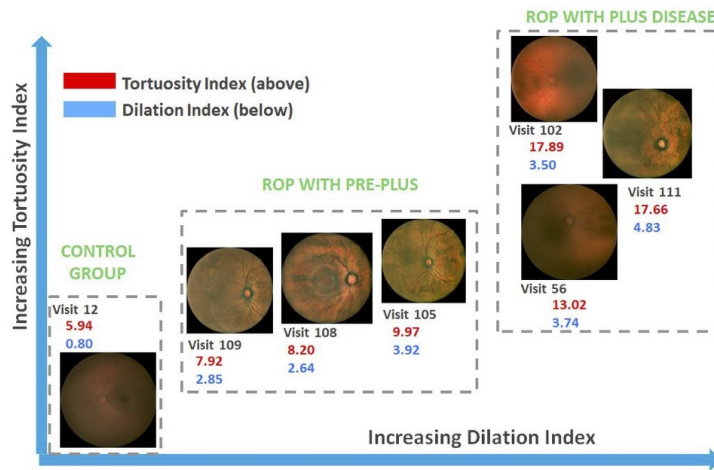 ROP WITH PLUS DISEASE
Tortuosity Index (above)
Dilation Index (below)
Increasing Tortuosity Index
Visit 102
17.89
3.50
Visit 111
17.66
4.83
Visit 56
13.02
3.74
ROP WITH PRE-PLUS
Visit 109
7.92
2.85
Visit 108
8.20
2.64
Visit 105
9.97
3.92
CONTROL
GROUP
Visit 12
5.94
0.80
Increasing Dilation Index